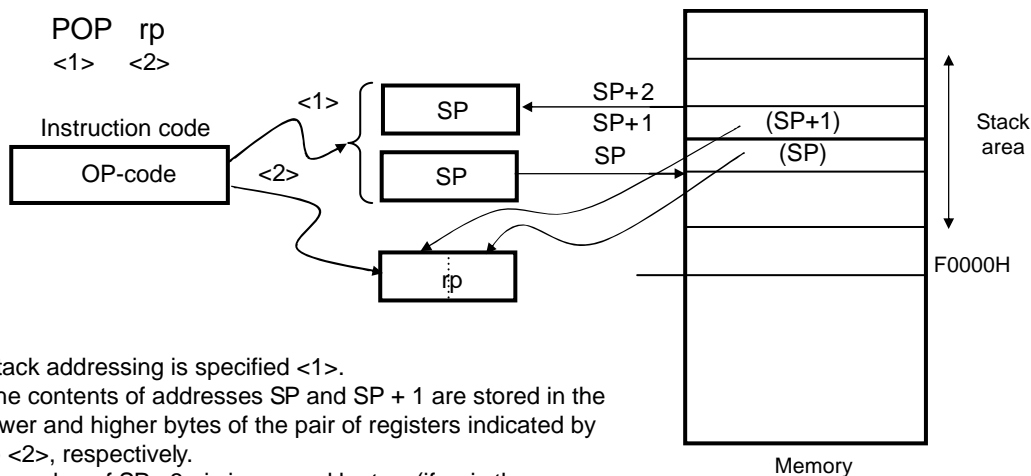 POP rp
<1> <2>
<1>
SP
SP+2
SP+1
(SP+1)
Stack
area
Instruction code
OP-code
<2>
SP
SP
(SP)
rp
F0000H
tack addressing is specified <1>.
contents of addresses SP and SP + 1 are stored in the
and higher bytes of the pair of registers indicated by
<2>, respectively.
Memory